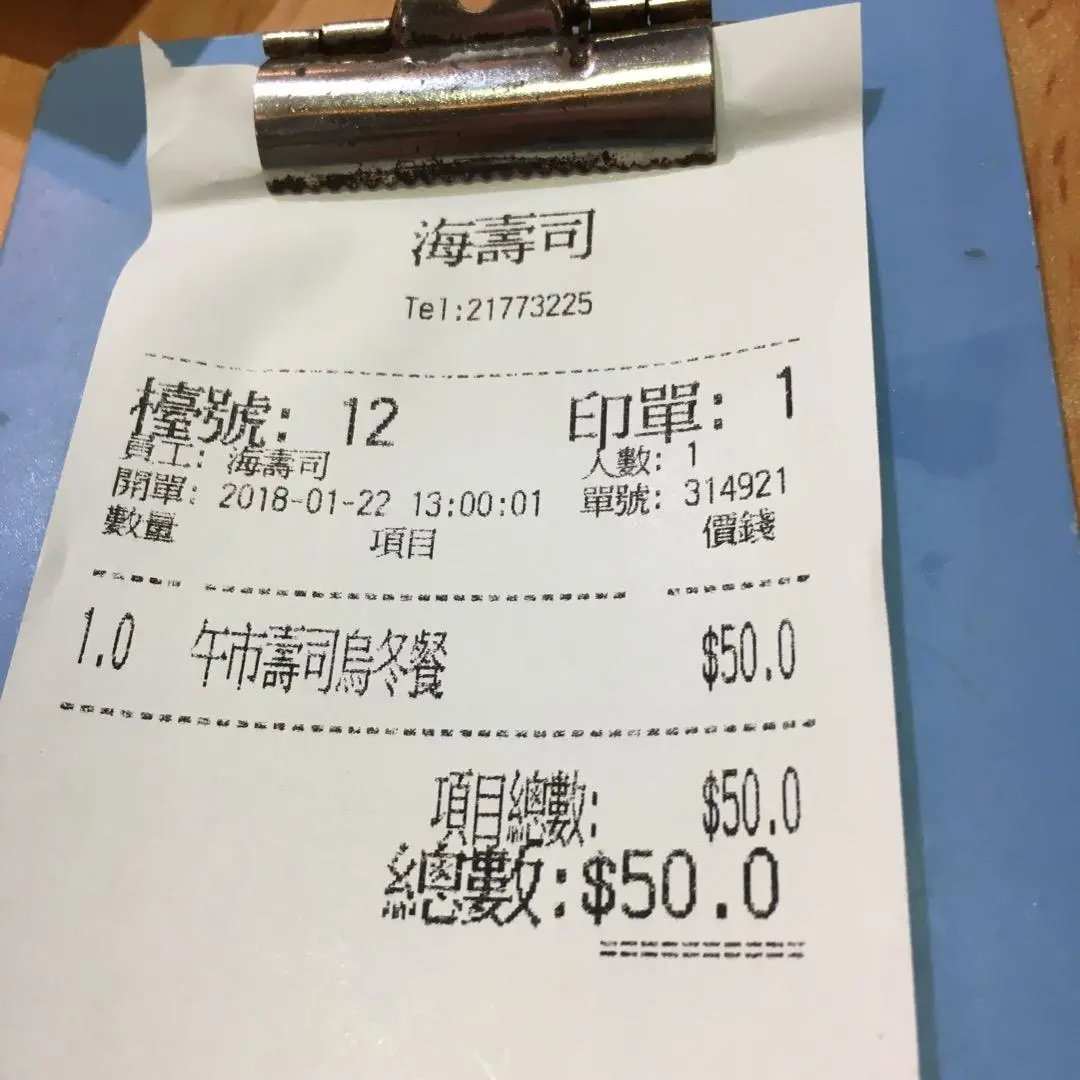 海壽司
Tel:21773225
檯號: 12 印單: 1
員工: 海壽司 人數: 1
開單: 2018-01-22 13:00:01 單號: 314921
數量 項目 價錢
1.0 午市壽司烏冬餐 $50.0
項目總數: $50.0
總數:$50.0